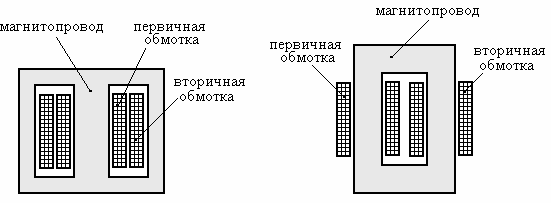 магнитопровод
первичная
обмотка
вторичная
обмотка
магнитопровод
первичная
обмотка
вторичная
обмотка